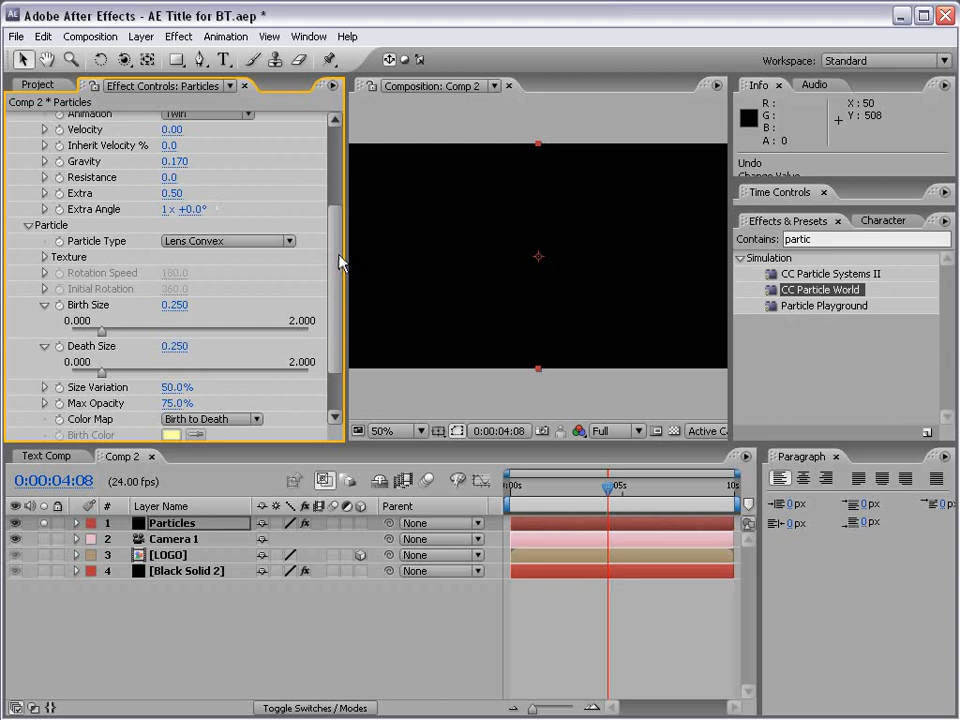 Adobe After Effects - AE Title for BT.aep *
File Edit Composition Layer Effect Animation View Window Help
Workspace: Standard
Project Effect Controls: Particles Composition: Comp 2 Info Audio
Comp 2 * Particles
Animation Twirl
Velocity 0.00
Inherit Velocity % 0.0
Gravity 0.170
Resistance 0.0
Extra 0.50
Extra Angle 1 x +0.0°
Particle
Particle Type Lens Convex
Texture
Rotation Speed 180.0
Initial Rotation 360.0
Birth Size 0.250
0.000 2.000
Death Size 0.250
0.000 2.000
Size Variation 50.0%
Max Opacity 75.0%
Color Map Birth to Death
Birth Color
50% 0:00:04:08 Full Active C
R: X: 50
G: Y: 508
B:
A: 0
Undo
Change Value
Time Controls
Effects & Presets Character
Contains: partic
Simulation
CC Particle Systems II
CC Particle World
Particle Playground
Text Comp Comp 2
0:00:04:08 (24.00 fps)
# Layer Name Parent
1 Particles None
2 Camera 1 None
3 [LOGO] None
4 [Black Solid 2] None
:00s 05s 10s
Toggle Switches / Modes
Paragraph
0 px 0 px 0 px
0 px 0 px